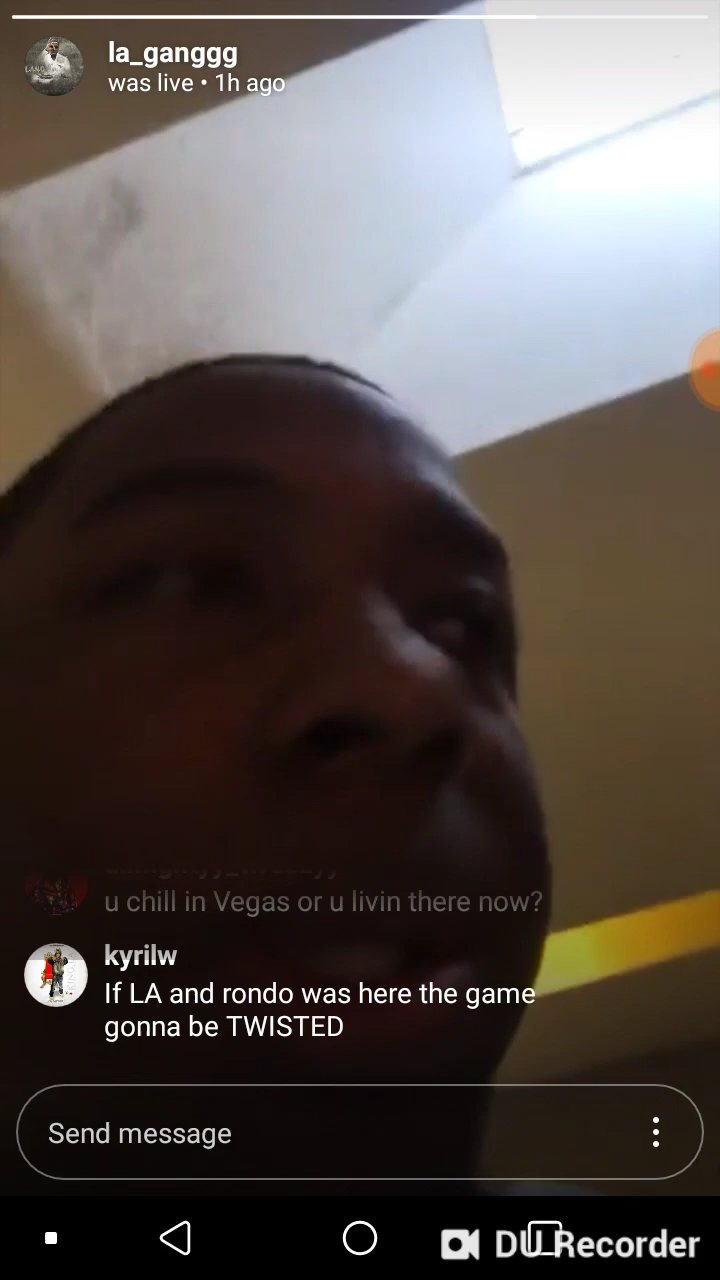 la_ganggg
was live • 1h ago
u chill in Vegas or u livin there now?
kyrilw
If LA and rondo was here the game
gonna be TWISTED
Send message
DU Recorder